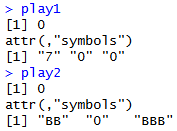 > play1
[1] 0
attr(,"symbols")
[1] "7" "0" "0"
> play2
[1] 0
attr(,"symbols")
[1] "BB" "0" "BBB"